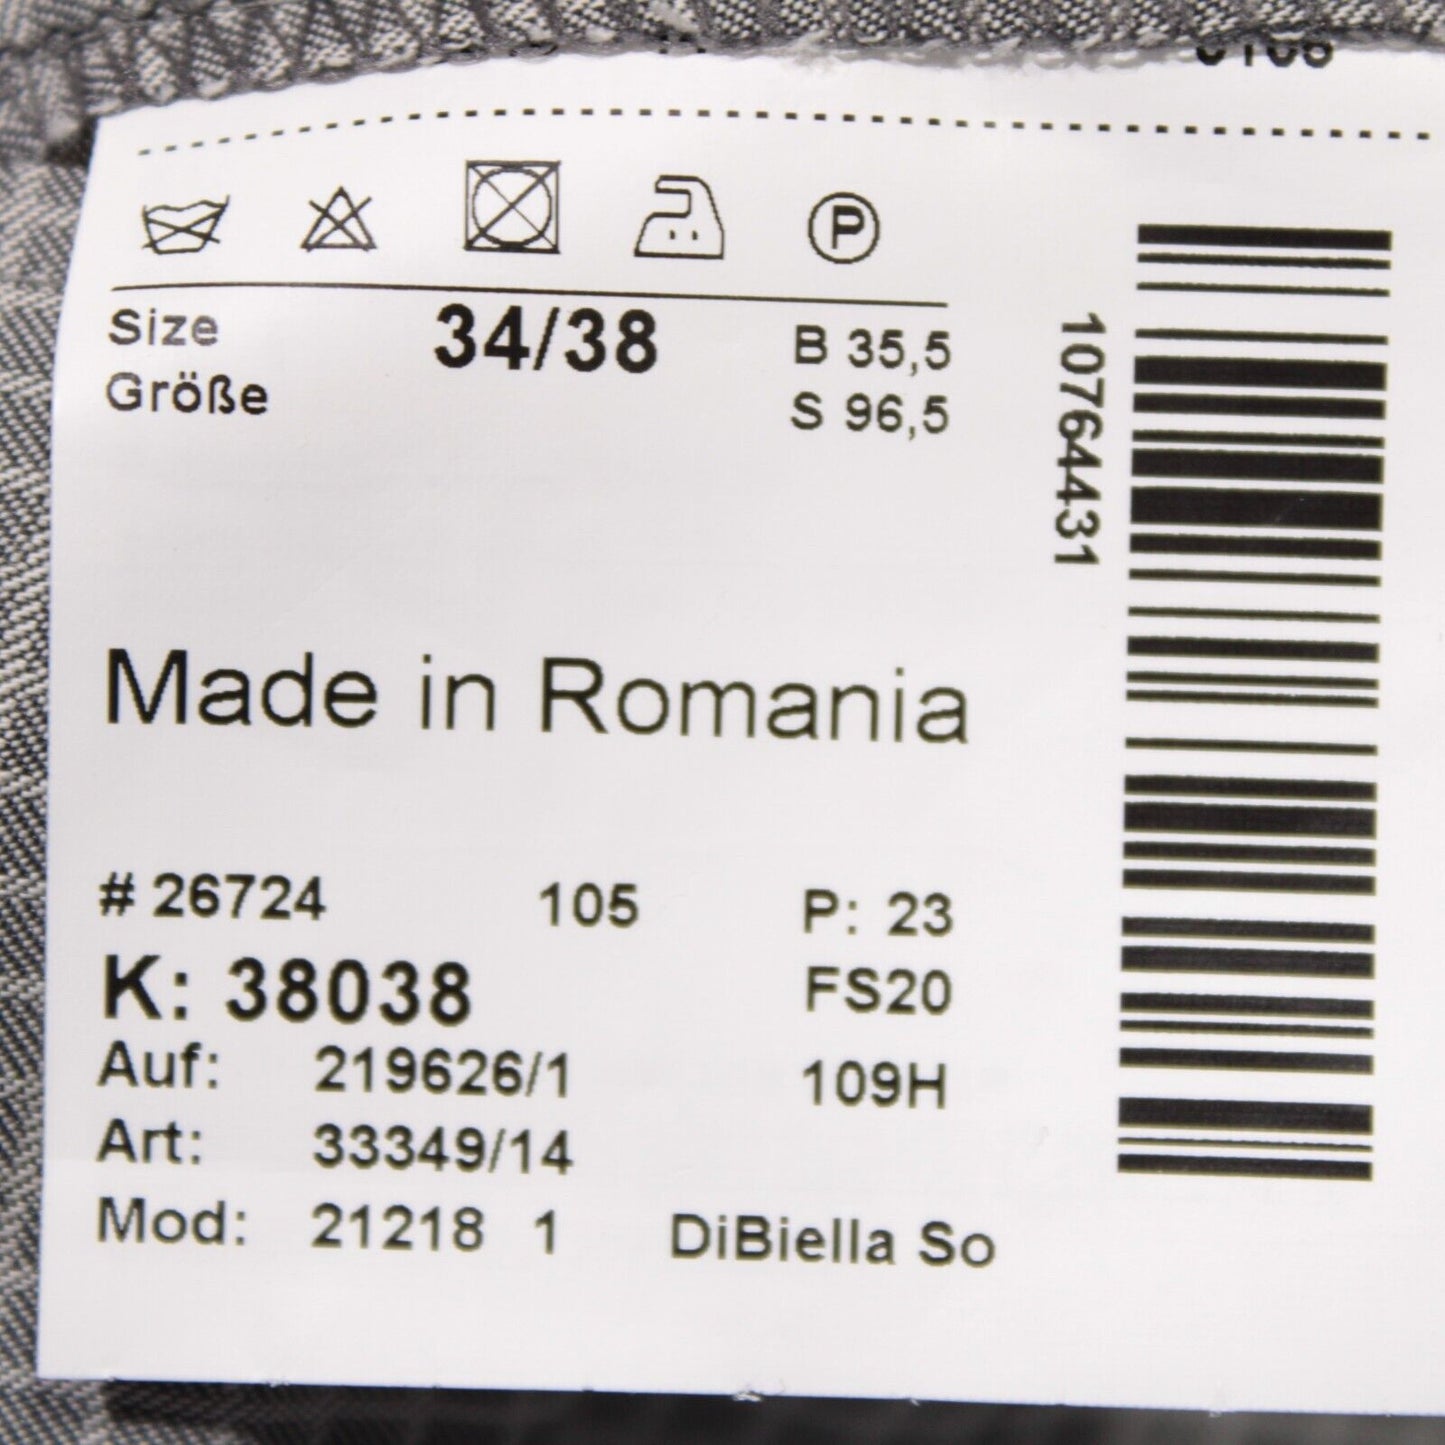 P
Size 34/38 B 35,5
Größe S 96,5
10764431
Made in Romania
# 26724 105 P: 23
K: 38038 FS20
Auf: 219626/1 109H
Art: 33349/14
Mod: 21218 1 DiBiella So